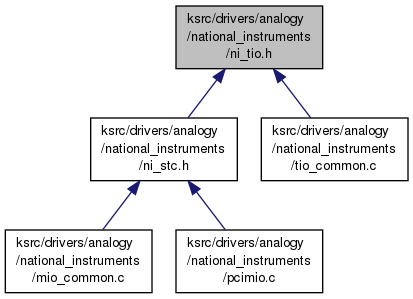 ksrc/drivers/analogy
/national_instruments
/ni_tio.h
ksrc/drivers/analogy
/national_instruments
/ni_stc.h
ksrc/drivers/analogy
/national_instruments
/tio_common.c
ksrc/drivers/analogy
/national_instruments
/mio_common.c
ksrc/drivers/analogy
/national_instruments
/pcimio.c